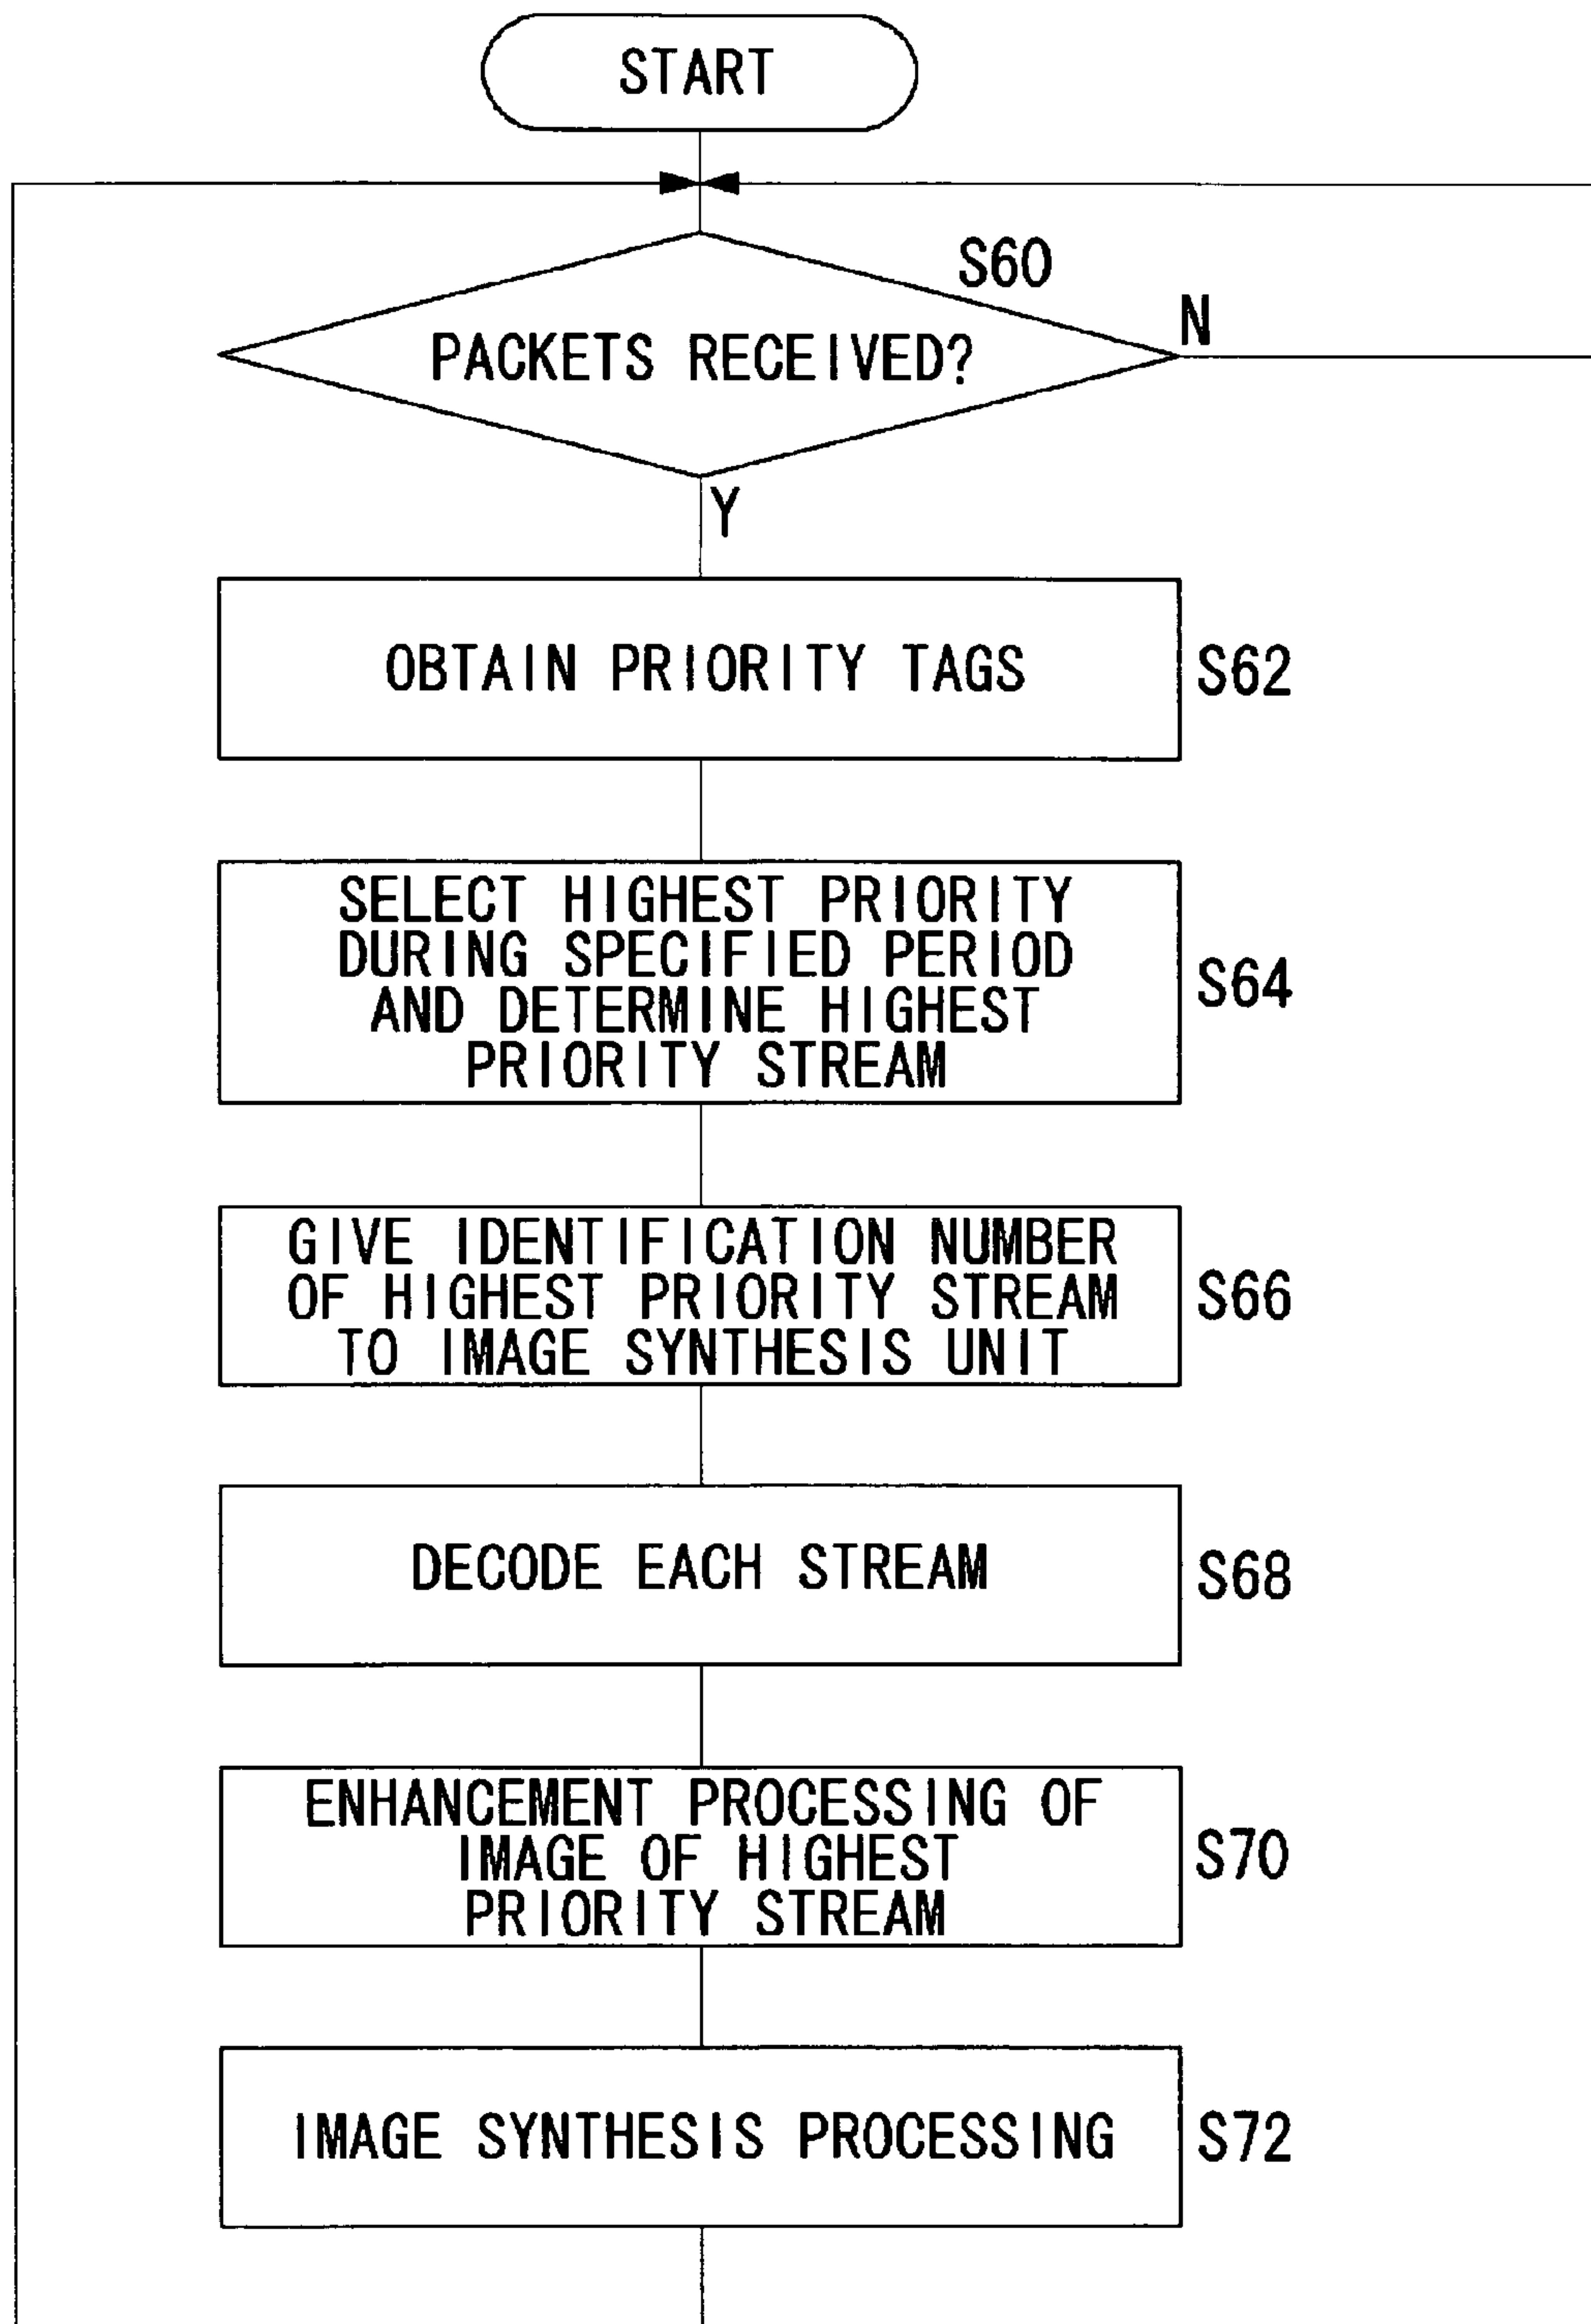 START
S60
PACKETS RECEIVED?
N
Y
OBTAIN PRIORITY TAGS
S62
SELECT HIGHEST PRIORITY
DURING SPECIFIED PERIOD
AND DETERMINE HIGHEST
PRIORITY STREAM
S64
GIVE IDENTIFICATION NUMBER
OF HIGHEST PRIORITY STREAM
TO IMAGE SYNTHESIS UNIT
S66
DECODE EACH STREAM
S68
ENHANCEMENT PROCESSING OF
IMAGE OF HIGHEST
PRIORITY STREAM
S70
IMAGE SYNTHESIS PROCESSING
S72